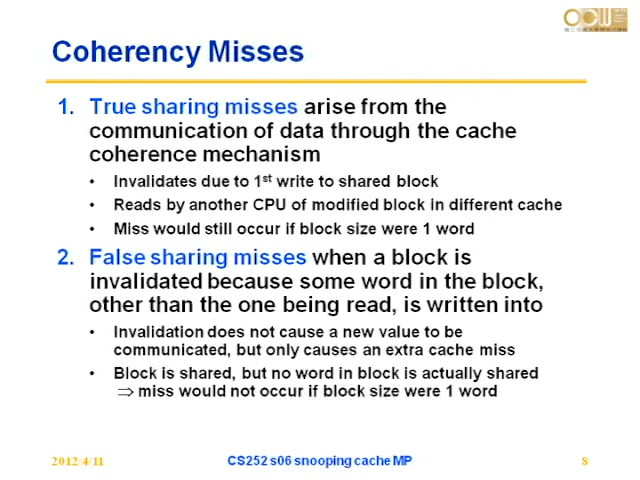 OCW
Coherency Misses
1. True sharing misses arise from the
communication of data through the cache
coherence mechanism
• Invalidates due to 1st write to shared block
• Reads by another CPU of modified block in different cache
• Miss would still occur if block size were 1 word
2. False sharing misses when a block is
invalidated because some word in the block,
other than the one being read, is written into
• Invalidation does not cause a new value to be
communicated, but only causes an extra cache miss
• Block is shared, but no word in block is actually shared
⇒ miss would not occur if block size were 1 word
2012/4/11
CS252 s06 snooping cache MP
8